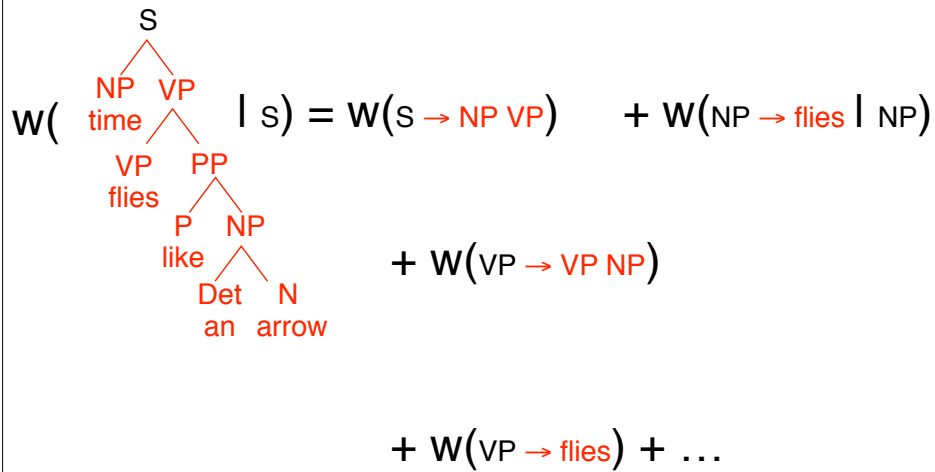 S
NP VP
w( time | S) = w(S → NP VP) + w(NP → flies | NP)
VP PP
flies
P NP
like + w(VP → VP NP)
Det N
an arrow
+ w(VP → flies) + …